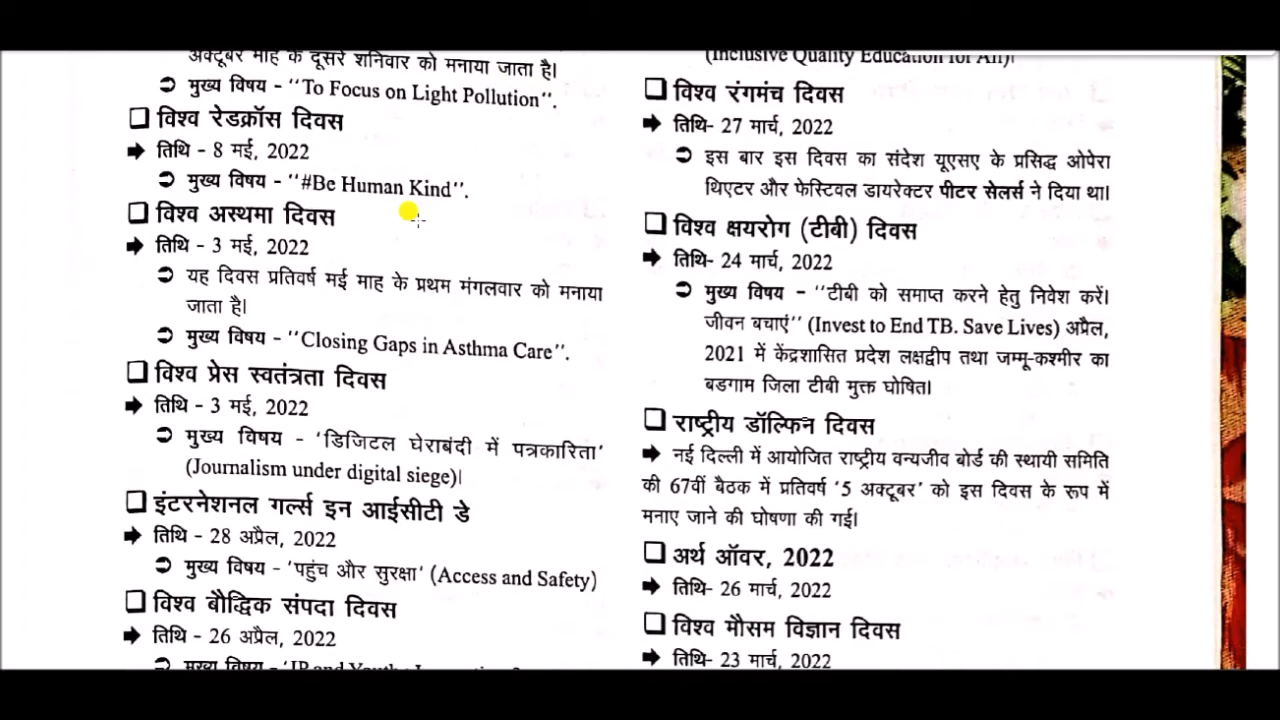 अक्टूबर माह के दूसरे शनिवार को मनाया जाता है।
➲ मुख्य विषय - "To Focus on Light Pollution".
❑ विश्व रेडक्रॉस दिवस
➡ तिथि - 8 मई, 2022
➲ मुख्य विषय - "#Be Human Kind".
❑ विश्व अस्थमा दिवस
➡ तिथि - 3 मई, 2022
➲ यह दिवस प्रतिवर्ष मई माह के प्रथम मंगलवार को मनाया
जाता है।
➲ मुख्य विषय - "Closing Gaps in Asthma Care".
❑ विश्व प्रेस स्वतंत्रता दिवस
➡ तिथि - 3 मई, 2022
➲ मुख्य विषय - 'डिजिटल घेराबंदी में पत्रकारिता'
(Journalism under digital siege)।
❑ इंटरनेशनल गर्ल्स इन आईसीटी डे
➡ तिथि - 28 अप्रैल, 2022
➲ मुख्य विषय - 'पहुंच और सुरक्षा' (Access and Safety)
❑ विश्व बौद्धिक संपदा दिवस
➡ तिथि - 26 अप्रैल, 2022
➲ मुख्य विषय - 'IP and Youth:
(Inclusive Quality Education for All)।
❑ विश्व रंगमंच दिवस
➡ तिथि- 27 मार्च, 2022
➲ इस बार इस दिवस का संदेश यूएसए के प्रसिद्ध ओपेरा
थिएटर और फेस्टिवल डायरेक्टर पीटर सेलर्स ने दिया था।
❑ विश्व क्षयरोग (टीबी) दिवस
➡ तिथि- 24 मार्च, 2022
➲ मुख्य विषय - "टीबी को समाप्त करने हेतु निवेश करें।
जीवन बचाएं" (Invest to End TB. Save Lives) अप्रैल,
2021 में केंद्रशासित प्रदेश लक्षद्वीप तथा जम्मू-कश्मीर का
बडगाम जिला टीबी मुक्त घोषित।
❑ राष्ट्रीय डॉल्फिन दिवस
➡ नई दिल्ली में आयोजित राष्ट्रीय वन्यजीव बोर्ड की स्थायी समिति
की 67वीं बैठक में प्रतिवर्ष '5 अक्टूबर' को इस दिवस के रूप में
मनाए जाने की घोषणा की गई।
❑ अर्थ ऑवर, 2022
➡ तिथि- 26 मार्च, 2022
❑ विश्व मौसम विज्ञान दिवस
➡ तिथि- 23 मार्च, 2022